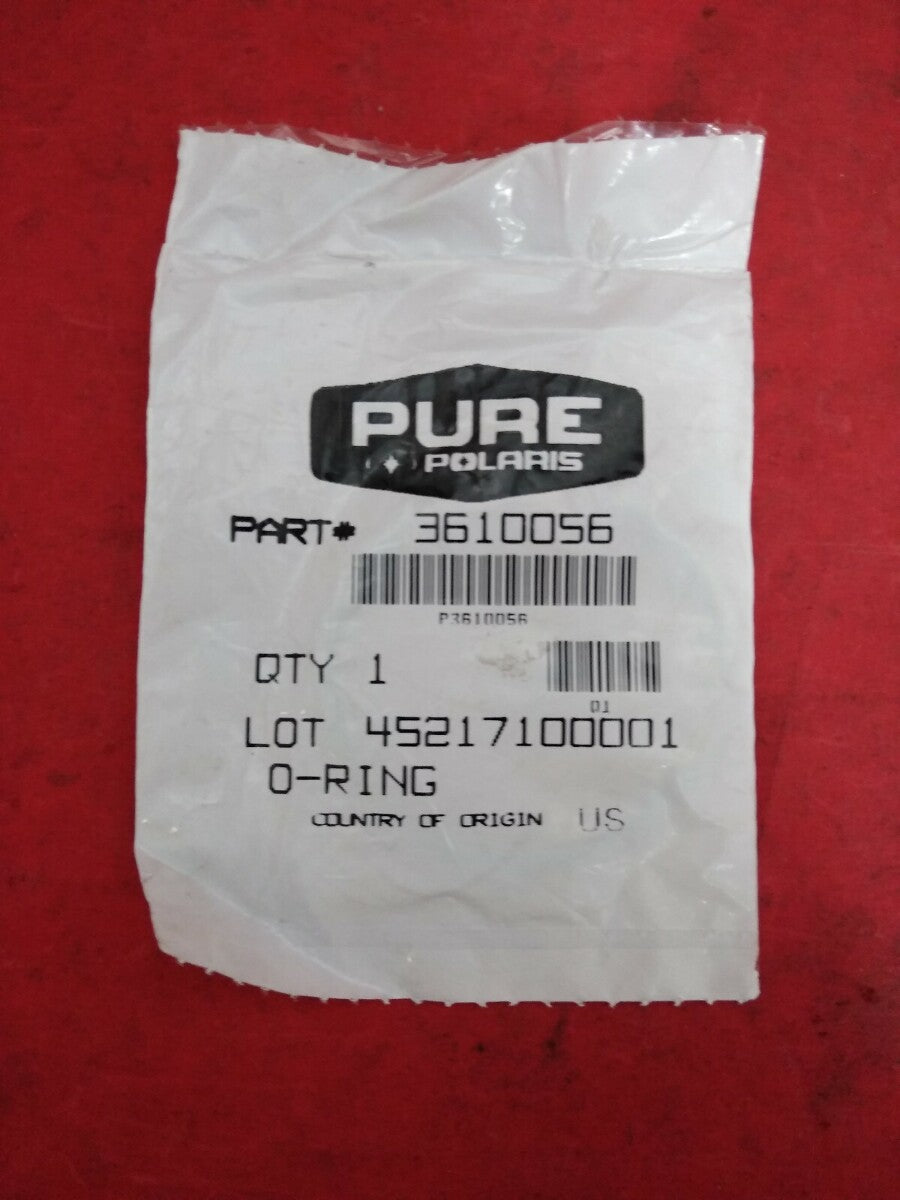 PURE
POLARIS
PART# 3610056
P3610056
QTY 1
01
LOT 45217100001
O-RING
COUNTRY OF ORIGIN US